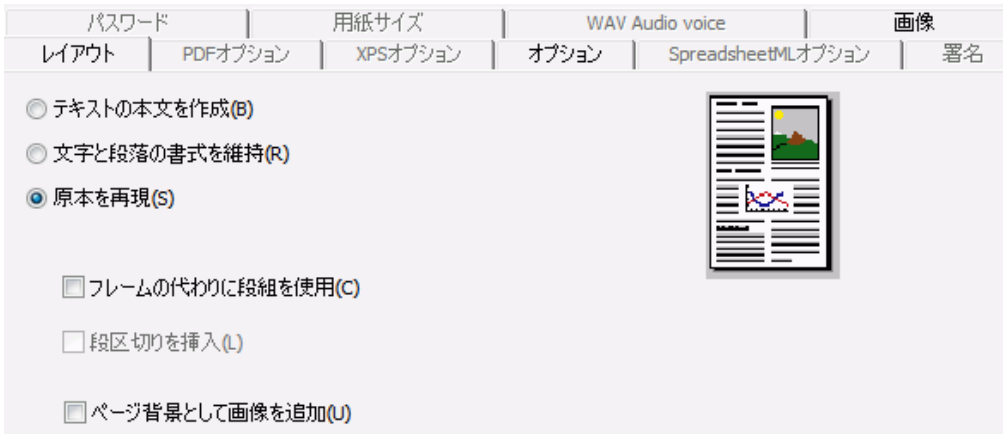 パスワード 用紙サイズ WAV Audio voice 画像
レイアウト PDFオプション XPSオプション オプション SpreadsheetMLオプション 署名
テキストの本文を作成(B)
文字と段落の書式を維持(R)
原本を再現(S)
フレームの代わりに段組を使用(C)
段区切りを挿入(L)
ページ背景として画像を追加(U)